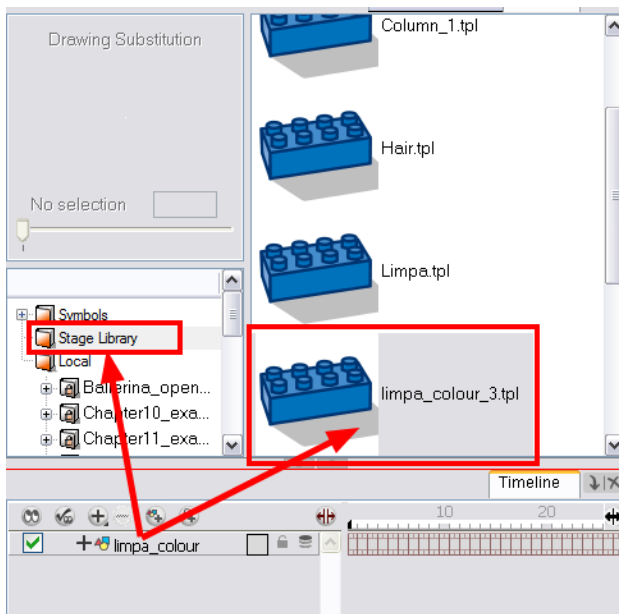 Drawing Substitution
No selection
Column_1.tpl
Hair.tpl
Limpa.tpl
limpa_colour_3.tpl
Symbols
Stage Library
Local
Ballerina_open...
Chapter10_exa...
Chapter11_exa...
Timeline
10
20
limpa_colour